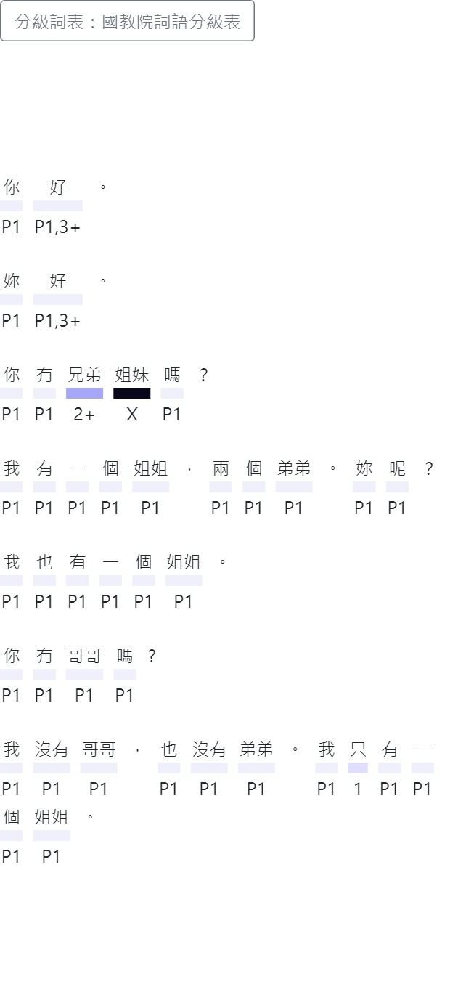 分級詞表：國教院詞語分級表
你 好 。
P1 P1,3+
妳 好 。
P1 P1,3+
你 有 兄弟 姐妹 嗎 ？
P1 P1 2+ X P1
我 有 一 個 姐姐 ， 兩 個 弟弟 。 妳 呢 ？
P1 P1 P1 P1 P1 P1 P1 P1 P1 P1
我 也 有 一 個 姐姐 。
P1 P1 P1 P1 P1 P1
你 有 哥哥 嗎 ？
P1 P1 P1 P1
我 沒有 哥哥 ， 也 沒有 弟弟 。 我 只 有 一
P1 P1 P1 P1 P1 P1 P1 1 P1 P1
個 姐姐 。
P1 P1